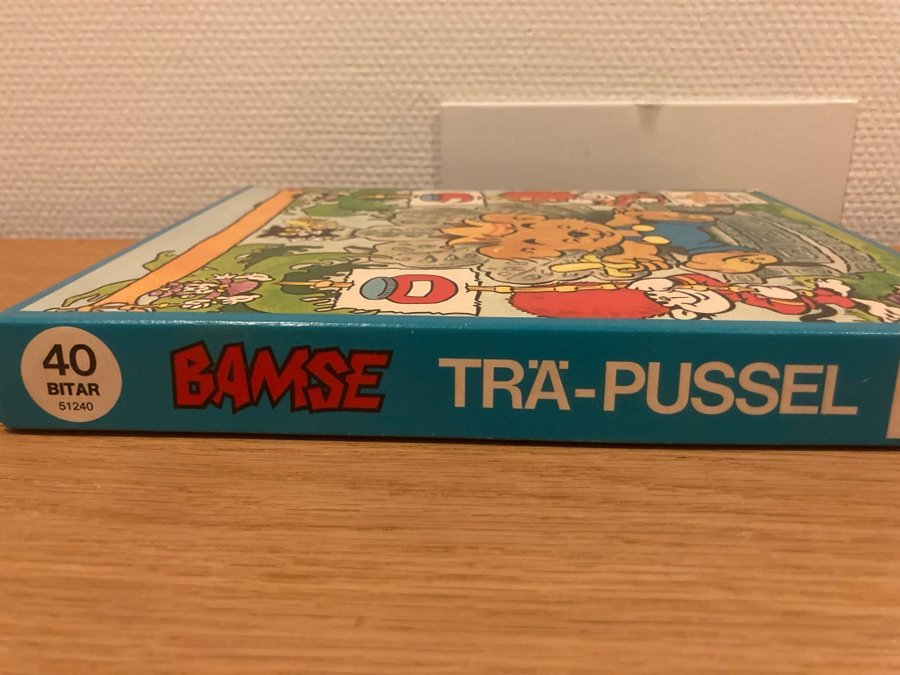 40
BITAR
51240
BAMSE
TRÄ-PUSSEL